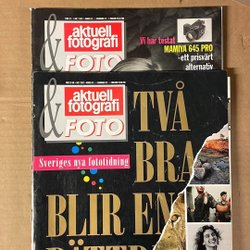 &
aktuell
fotografi
FOTO
Vi har testat
MAMIYA 645 PRO
- ett prisvärt
alternativ
&
aktuell
fotografi
FOTO
Sveriges nya fototidning
TVÅ
BRA
BLIR EN